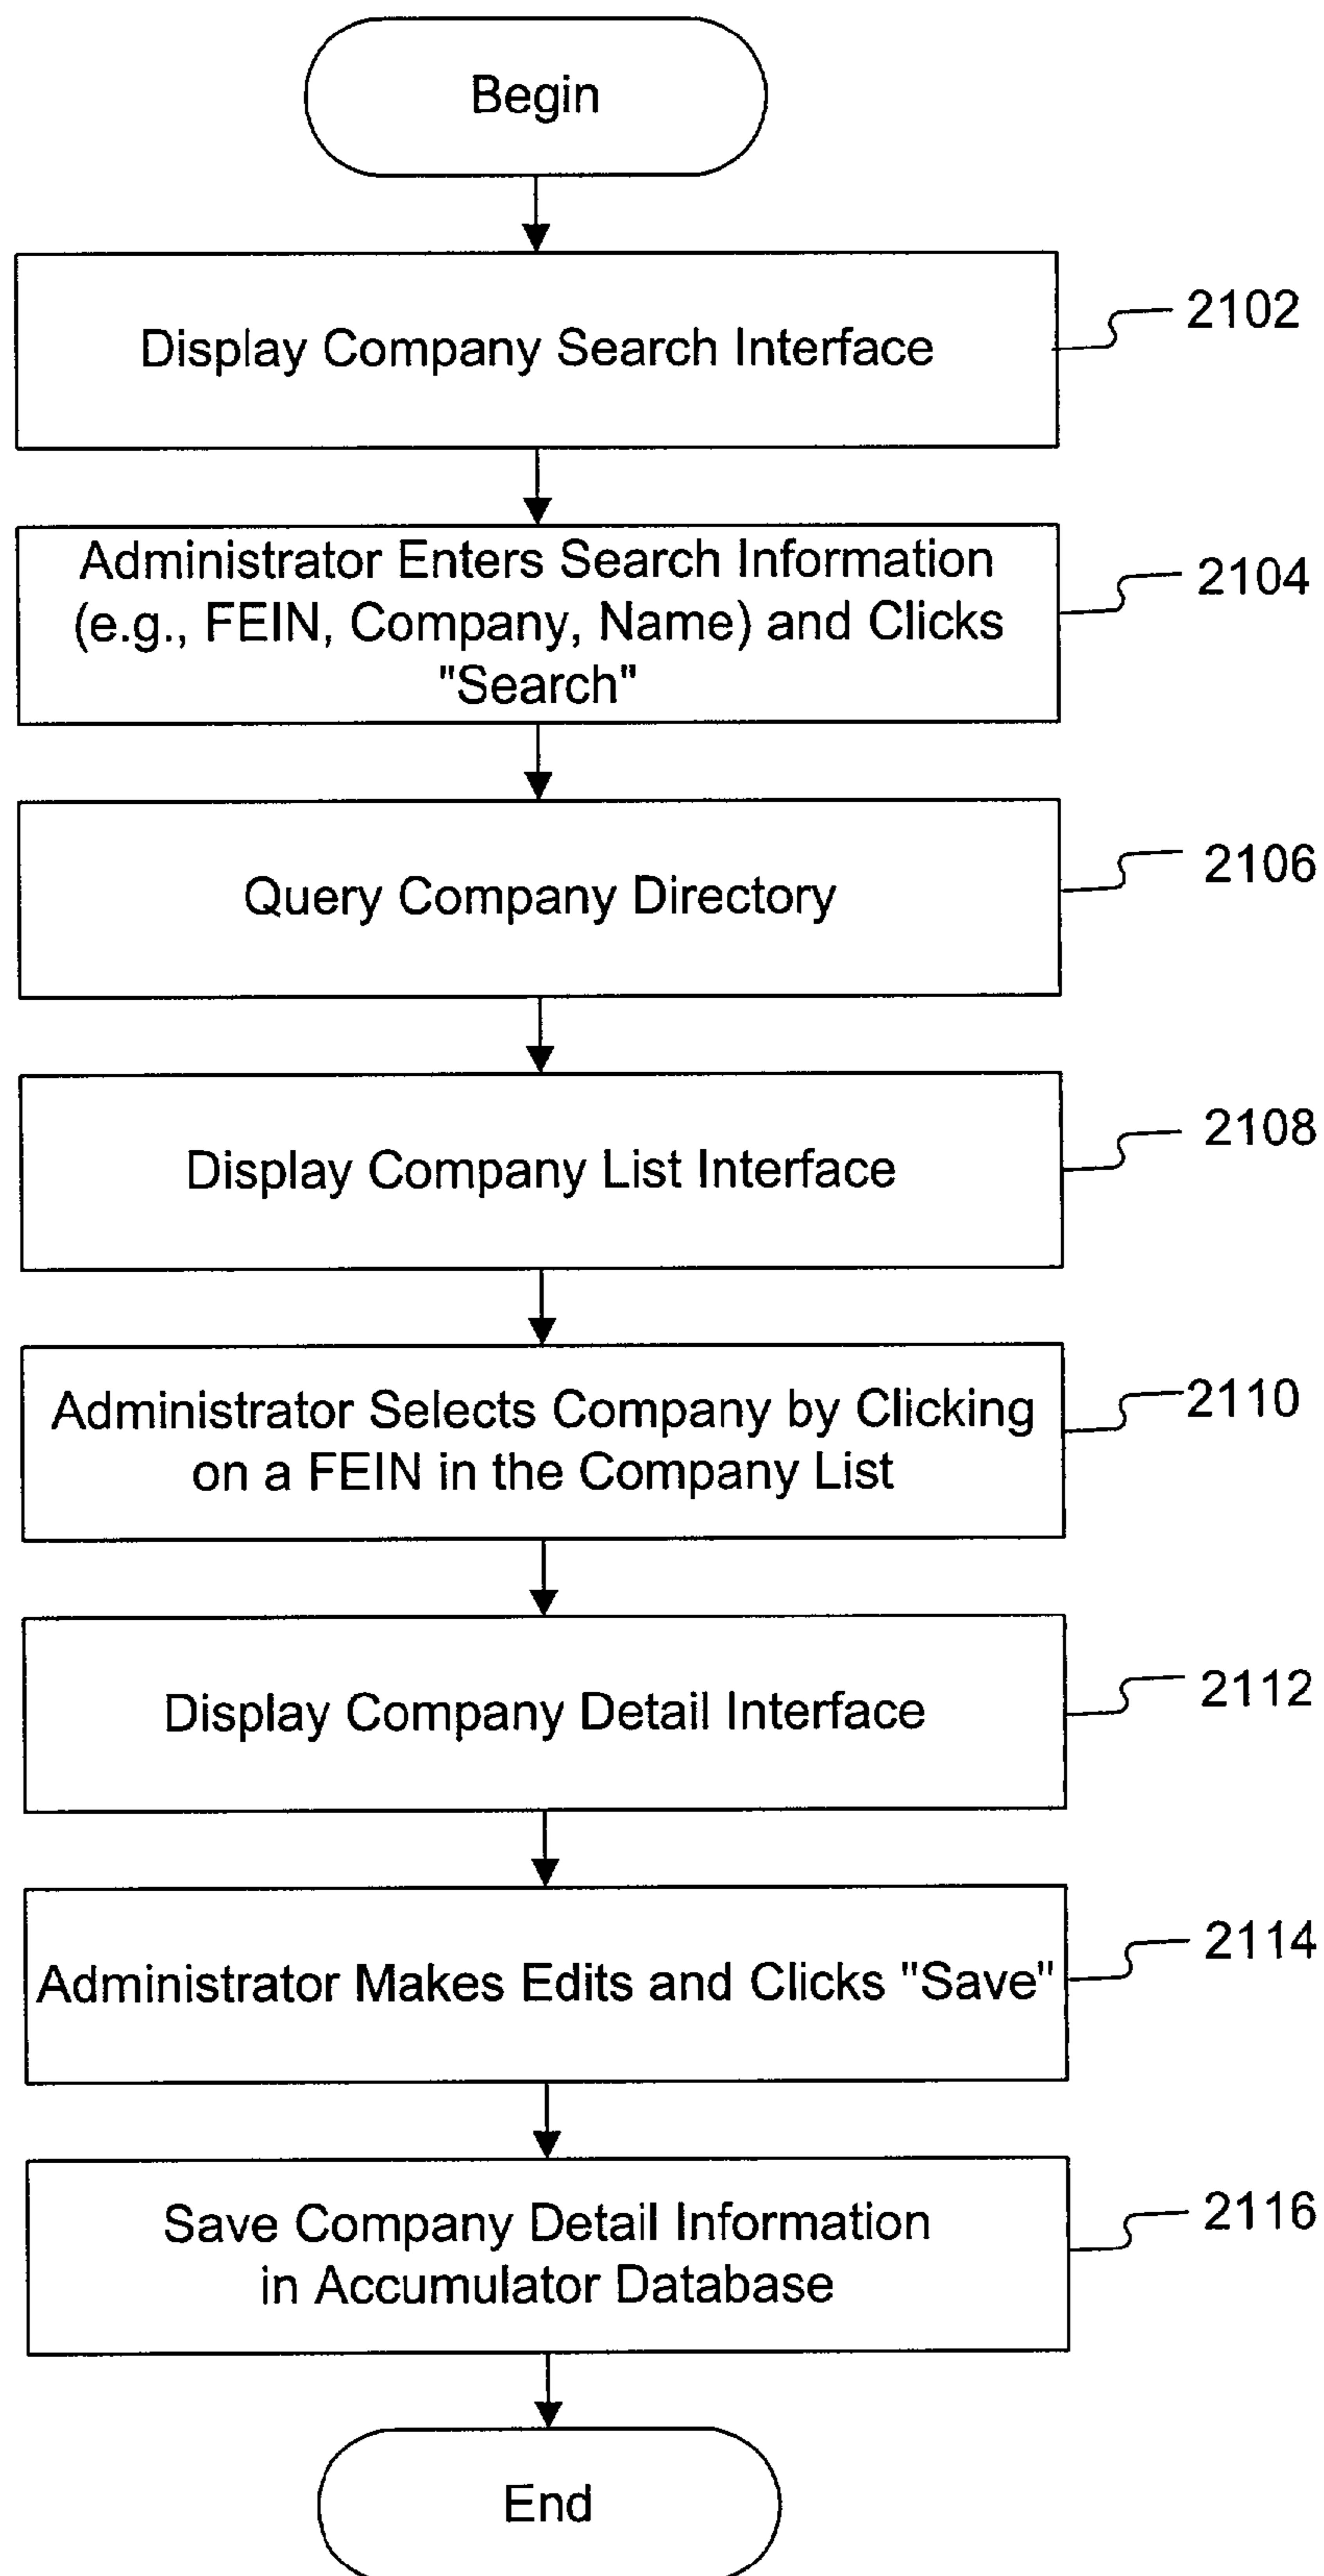 Begin
Display Company Search Interface
2102
Administrator Enters Search Information
(e.g., FEIN, Company, Name) and Clicks
"Search"
2104
Query Company Directory
2106
Display Company List Interface
2108
Administrator Selects Company by Clicking
on a FEIN in the Company List
2110
Display Company Detail Interface
2112
Administrator Makes Edits and Clicks "Save"
2114
Save Company Detail Information
in Accumulator Database
2116
End